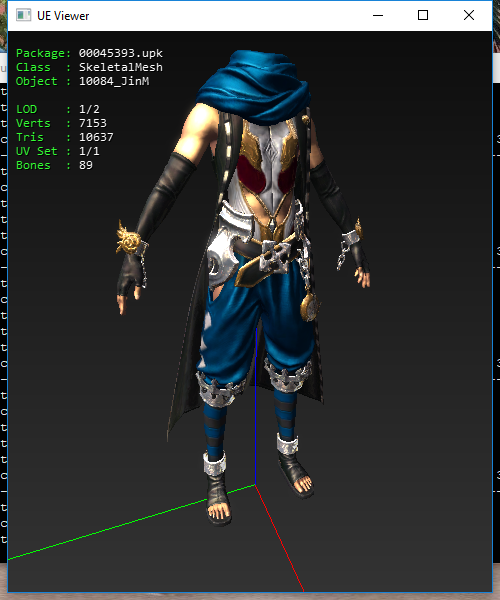 UE Viewer
Package: 00045393.upk
Class  : SkeletalMesh
Object : 10084_JinM
LOD    : 1/2
Verts  : 7153
Tris   : 10637
UV Set : 1/1
Bones  : 89